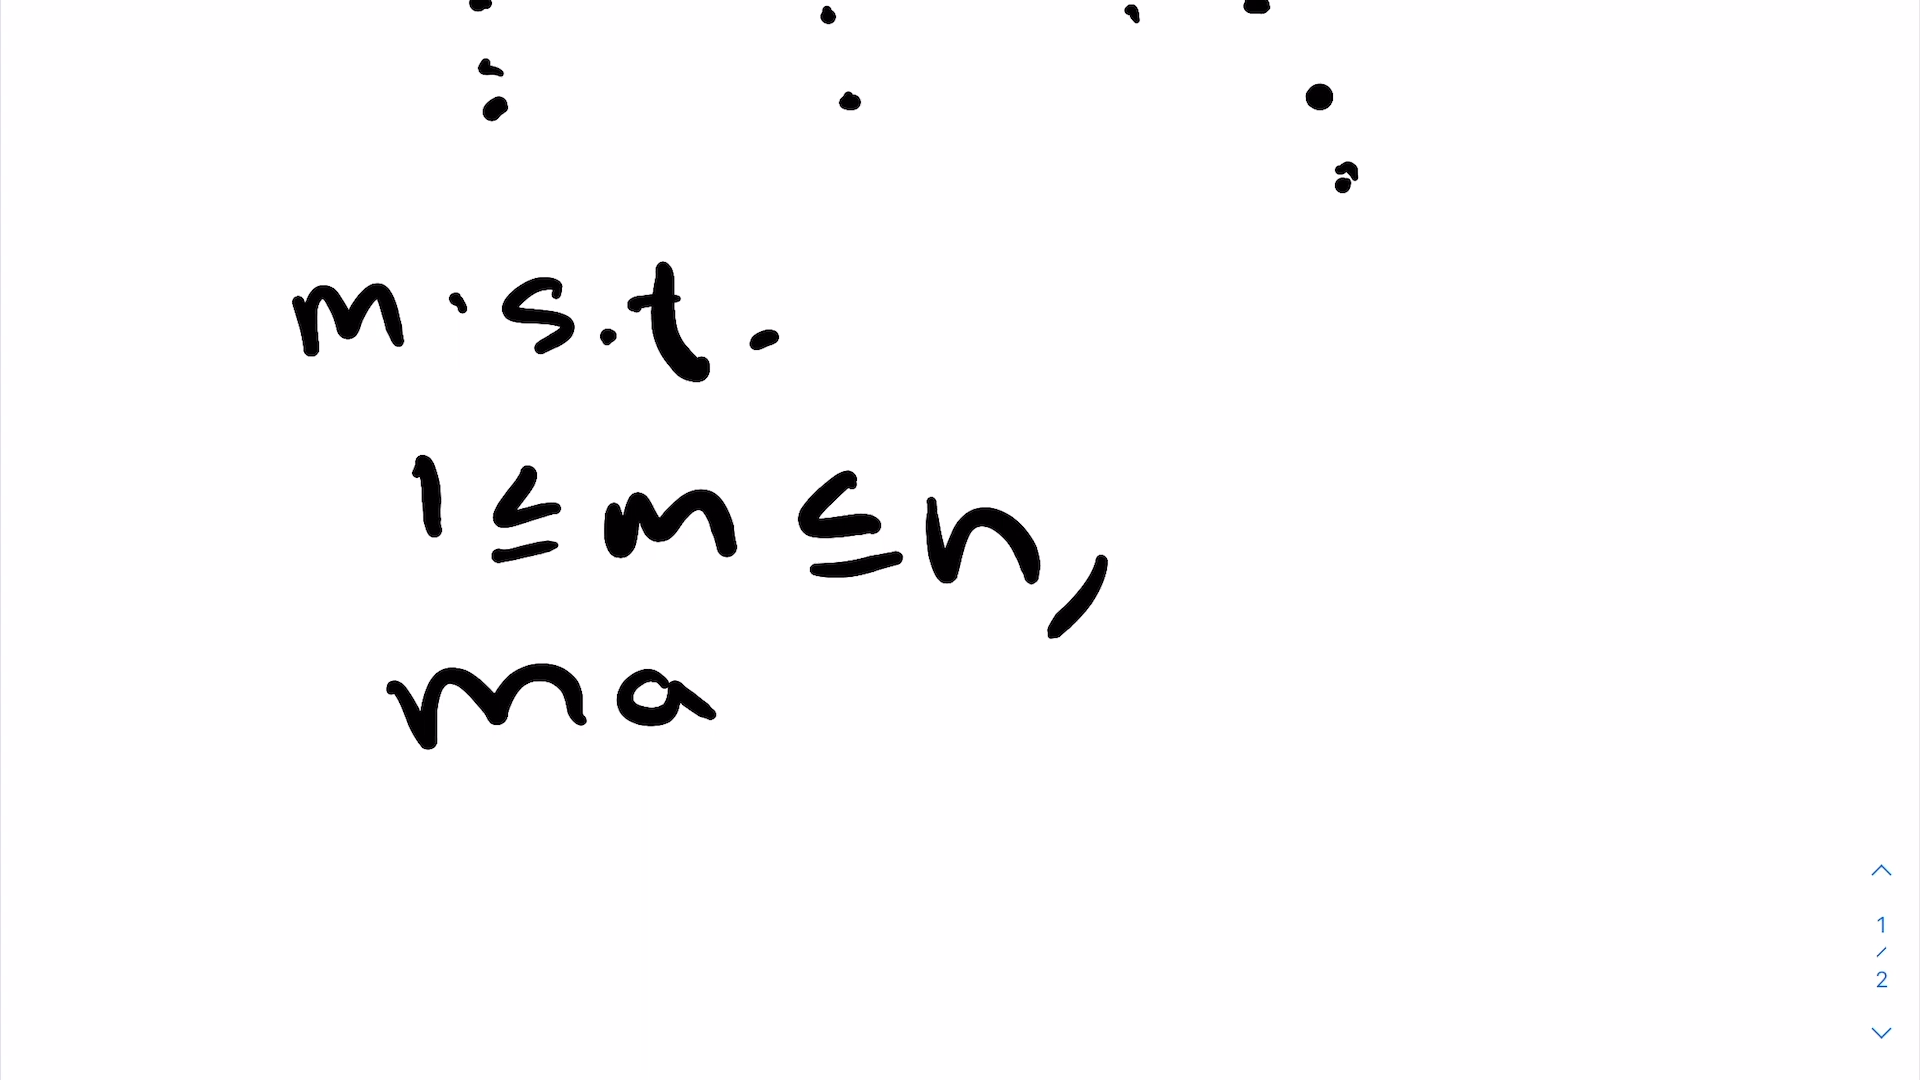 m.s.t.
1 ≤ m ≤ n,
ma
1
/
2